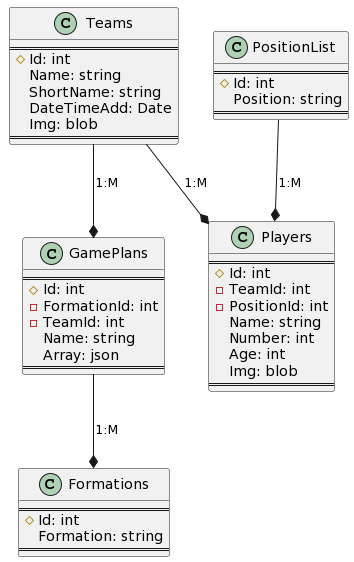 C Teams
Id: int
Name: string
ShortName: string
DateTimeAdd: Date
Img: blob
C PositionList
Id: int
Position: string
1:M
1:M
1:M
C GamePlans
Id: int
FormationId: int
TeamId: int
Name: string
Array: json
C Players
Id: int
TeamId: int
PositionId: int
Name: string
Number: int
Age: int
Img: blob
1:M
C Formations
Id: int
Formation: string